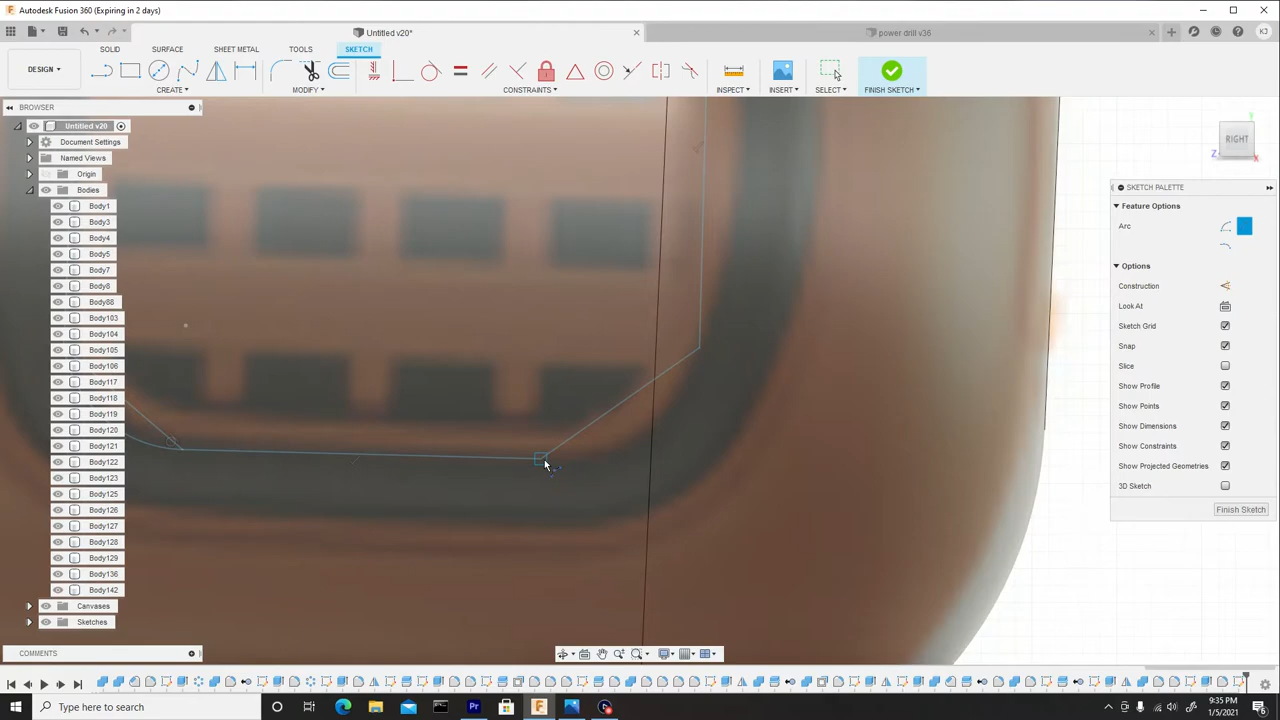 Autodesk Fusion 360 (Expiring in 2 days)
Untitled v20*
power drill v36
KJ
SOLID SURFACE SHEET METAL TOOLS SKETCH
DESIGN
CREATE MODIFY CONSTRAINTS INSPECT INSERT SELECT FINISH SKETCH
BROWSER
Untitled v20
Document Settings
Named Views
Origin
Bodies
Body1
Body3
Body4
Body5
Body7
Body8
Body88
Body103
Body104
Body105
Body106
Body117
Body118
Body119
Body120
Body121
Body122
Body123
Body125
Body126
Body127
Body128
Body129
Body136
Body142
Canvases
Sketches
COMMENTS
Y
RIGHT
Z X
SKETCH PALETTE
Feature Options
Arc
Options
Construction
Look At
Sketch Grid
Snap
Slice
Show Profile
Show Points
Show Dimensions
Show Constraints
Show Projected Geometries
3D Sketch
Finish Sketch
Type here to search
Pr
9:35 PM
1/5/2021